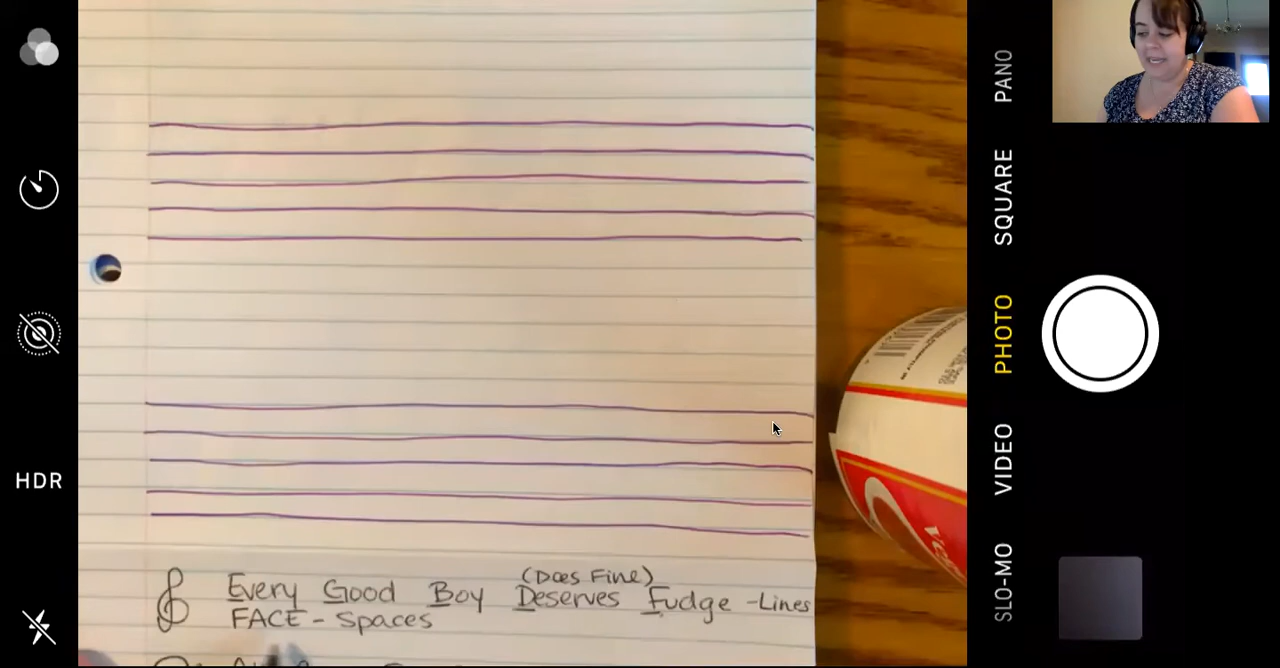 HDR
(Does Fine)
Every Good Boy Deserves Fudge - Lines
FACE - Spaces
PANO
SQUARE
PHOTO
VIDEO
SLO-MO